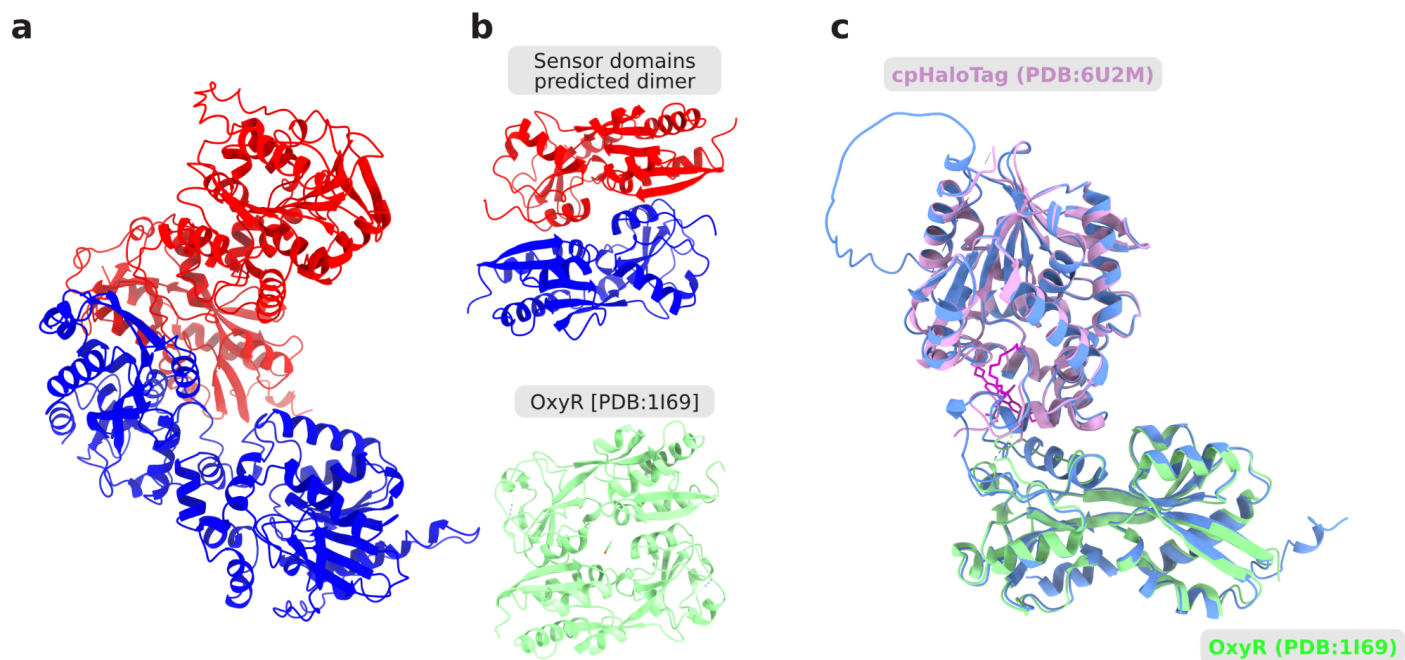 a
b
c
Sensor domains
predicted dimer
OxyR [PDB:1I69]
cpHaloTag (PDB:6U2M)
OxyR (PDB:1I69)